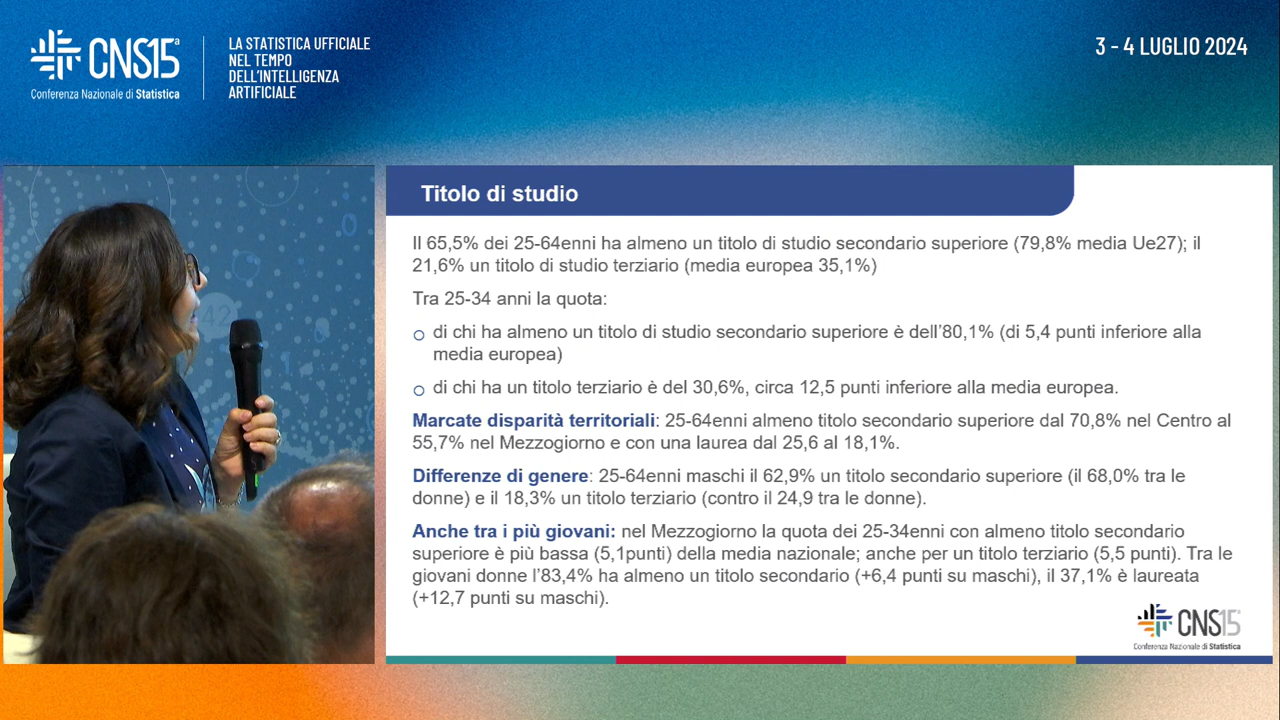 CNS15ª
Conferenza Nazionale di Statistica
LA STATISTICA UFFICIALE
NEL TEMPO
DELL'INTELLIGENZA
ARTIFICIALE
3 - 4 LUGLIO 2024
Titolo di studio
Il 65,5% dei 25-64enni ha almeno un titolo di studio secondario superiore (79,8% media Ue27); il
21,6% un titolo di studio terziario (media europea 35,1%)
Tra 25-34 anni la quota:
di chi ha almeno un titolo di studio secondario superiore è dell'80,1% (di 5,4 punti inferiore alla
media europea)
di chi ha un titolo terziario è del 30,6%, circa 12,5 punti inferiore alla media europea.
Marcate disparità territoriali: 25-64enni almeno titolo secondario superiore dal 70,8% nel Centro al
55,7% nel Mezzogiorno e con una laurea dal 25,6 al 18,1%.
Differenze di genere: 25-64enni maschi il 62,9% un titolo secondario superiore (il 68,0% tra le
donne) e il 18,3% un titolo terziario (contro il 24,9 tra le donne).
Anche tra i più giovani: nel Mezzogiorno la quota dei 25-34enni con almeno titolo secondario
superiore è più bassa (5,1punti) della media nazionale; anche per un titolo terziario (5,5 punti). Tra le
giovani donne l'83,4% ha almeno un titolo secondario (+6,4 punti su maschi), il 37,1% è laureata
(+12,7 punti su maschi).
CNS15ª
Conferenza Nazionale di Statistica